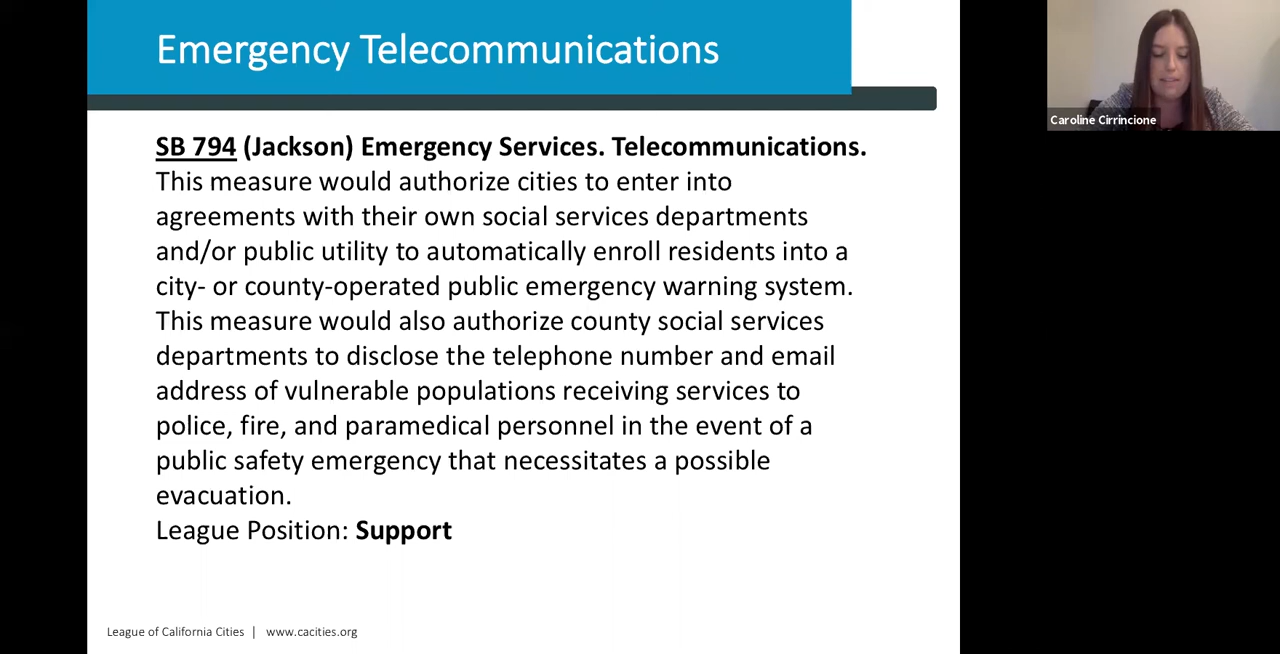 Emergency Telecommunications
Caroline Cirrincione
SB 794 (Jackson) Emergency Services. Telecommunications.
This measure would authorize cities to enter into
agreements with their own social services departments
and/or public utility to automatically enroll residents into a
city- or county-operated public emergency warning system.
This measure would also authorize county social services
departments to disclose the telephone number and email
address of vulnerable populations receiving services to
police, fire, and paramedical personnel in the event of a
public safety emergency that necessitates a possible
evacuation.
League Position: Support
League of California Cities | www.cacities.org